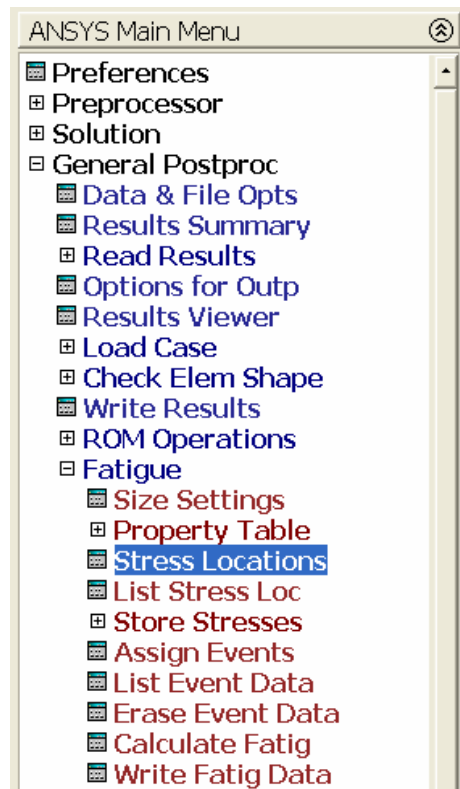 ANSYS Main Menu
Preferences
Preprocessor
Solution
General Postproc
Data & File Opts
Results Summary
Read Results
Options for Outp
Results Viewer
Load Case
Check Elem Shape
Write Results
ROM Operations
Fatigue
Size Settings
Property Table
Stress Locations
List Stress Loc
Store Stresses
Assign Events
List Event Data
Erase Event Data
Calculate Fatig
Write Fatig Data